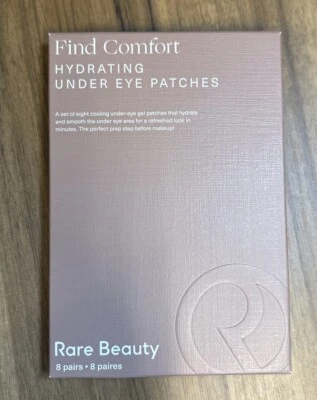 Find Comfort
HYDRATING
UNDER EYE PATCHES
A set of eight cooling under-eye gel patches that hydrate
and smooth the under eye area for a refreshed look in
minutes. The perfect prep step before makeup!
R
Rare Beauty
8 pairs • 8 paires